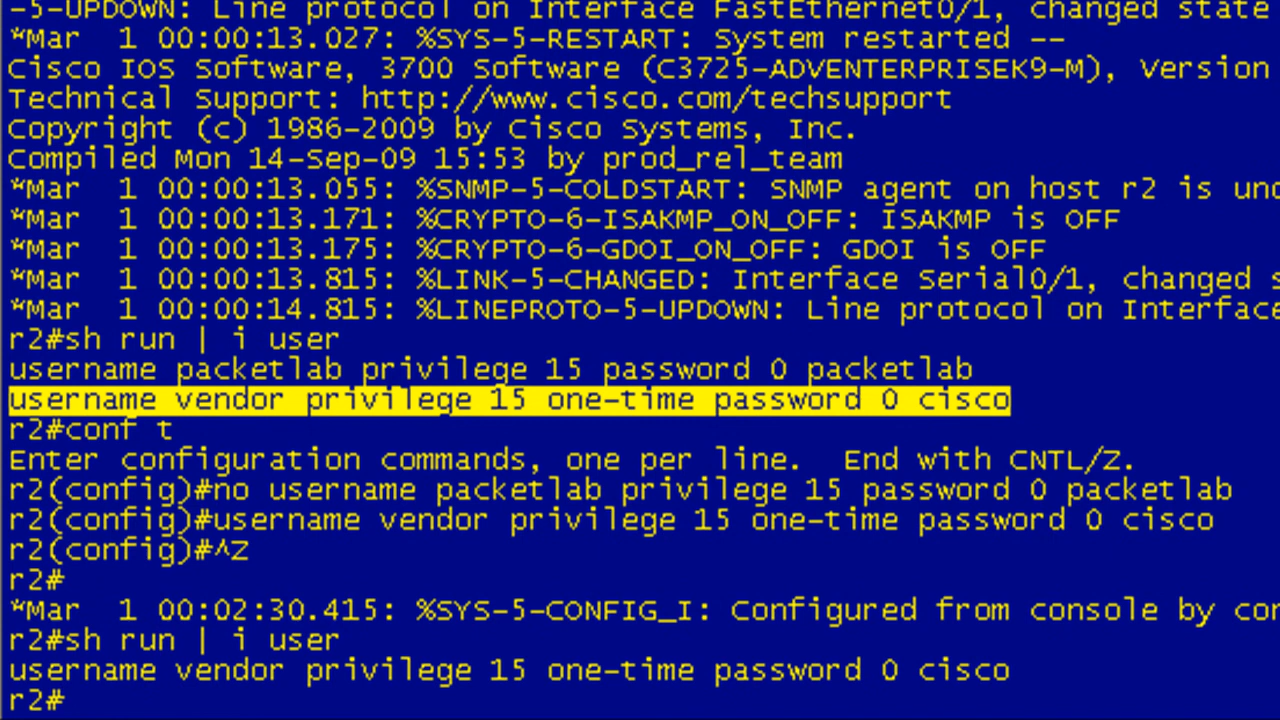 -5-UPDOWN: Line protocol on Interface FastEthernet0/1, changed state
*Mar  1 00:00:13.027: %SYS-5-RESTART: System restarted --
Cisco IOS Software, 3700 Software (C3725-ADVENTERPRISEK9-M), Version
Technical Support: http://www.cisco.com/techsupport
Copyright (c) 1986-2009 by Cisco Systems, Inc.
Compiled Mon 14-Sep-09 15:53 by prod_rel_team
*Mar  1 00:00:13.055: %SNMP-5-COLDSTART: SNMP agent on host r2 is und
*Mar  1 00:00:13.171: %CRYPTO-6-ISAKMP_ON_OFF: ISAKMP is OFF
*Mar  1 00:00:13.175: %CRYPTO-6-GDOI_ON_OFF: GDOI is OFF
*Mar  1 00:00:13.815: %LINK-5-CHANGED: Interface Serial0/1, changed s
*Mar  1 00:00:14.815: %LINEPROTO-5-UPDOWN: Line protocol on Interface
r2#sh run | i user
username packetlab privilege 15 password 0 packetlab
username vendor privilege 15 one-time password 0 cisco
r2#conf t
Enter configuration commands, one per line.  End with CNTL/Z.
r2(config)#no username packetlab privilege 15 password 0 packetlab
r2(config)#username vendor privilege 15 one-time password 0 cisco
r2(config)#^Z
r2#
*Mar  1 00:02:30.415: %SYS-5-CONFIG_I: Configured from console by con
r2#sh run | i user
username vendor privilege 15 one-time password 0 cisco
r2#